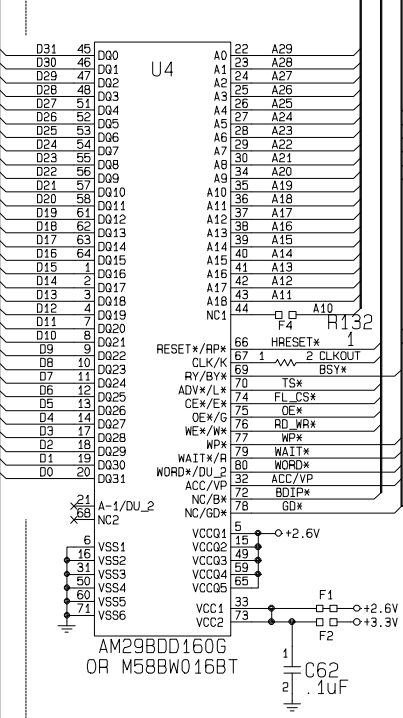 U4
D31 45 DQ0 A0 22 A29
D30 46 DQ1 A1 23 A28
D29 47 DQ2 A2 24 A27
D28 48 DQ3 A3 25 A26
D27 51 DQ4 A4 26 A25
D26 52 DQ5 A5 27 A24
D25 53 DQ6 A6 28 A23
D24 54 DQ7 A7 29 A22
D23 55 DQ8 A8 30 A21
D22 56 DQ9 A9 34 A20
D21 57 DQ10 A10 35 A19
D20 58 DQ11 A11 36 A18
D19 61 DQ12 A12 37 A17
D18 62 DQ13 A13 38 A16
D17 63 DQ14 A14 39 A15
D16 64 DQ15 A15 40 A14
D15 1 DQ16 A16 41 A13
D14 2 DQ17 A17 42 A12
D13 3 DQ18 A18 43 A11
D12 4 DQ19 NC1 44 A10
F4
R132
1
D11 7 DQ20
D10 8 DQ21
D9 9 DQ22 RESET*/RP* 66 HRESET*
D8 10 DQ23 CLK/K 67 1 2 CLKOUT
D7 11 DQ24 RY/BY* 69 BSY*
D6 12 DQ25 ADV*/L* 70 TS*
D5 13 DQ26 CE*/E* 74 FL_CS*
D4 14 DQ27 OE*/G 75 OE*
D3 17 DQ28 WE*/W* 76 RD_WR*
D2 18 DQ29 WP* 77 WP*
D1 19 DQ30 WAIT*/R 79 WAIT*
D0 20 DQ31 WORD*/DU_2 80 WORD*
ACC/VP 32 ACC/VP
21 A-1/DU_2 NC/B* 72 BDIP*
68 NC2 NC/GD* 78 GD*
VCCQ1 5 +2.6V
6 VSS1 VCCQ2 15
16 VSS2 VCCQ3 49
31 VSS3 VCCQ4 59
50 VSS4 VCCQ5 65
60 VSS5 VCC1 33 F1 +2.6V
71 VSS6 VCC2 73 F2 +3.3V
AM29BDD160G
OR M58BW016BT
1
C62
2 .1uF